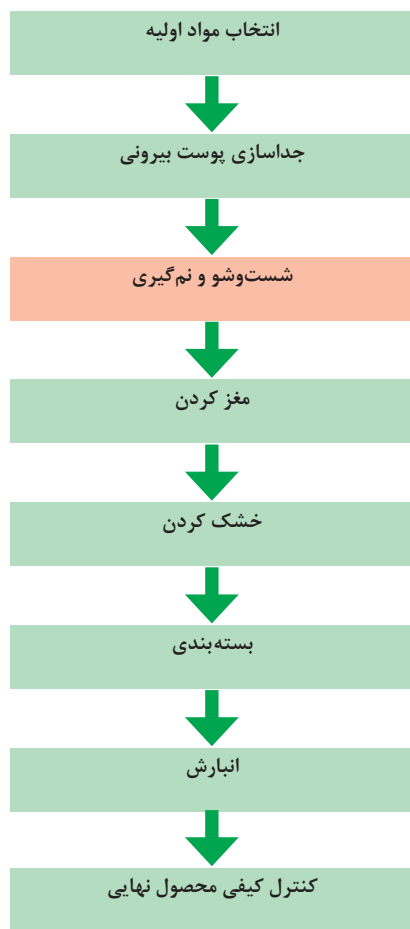 انتخاب مواد اولیه
جداسازی پوست بیرونی
شست‌وشو و نم‌گیری
مغز کردن
خشک کردن
بسته‌بندی
انبارش
کنترل کیفی محصول نهایی